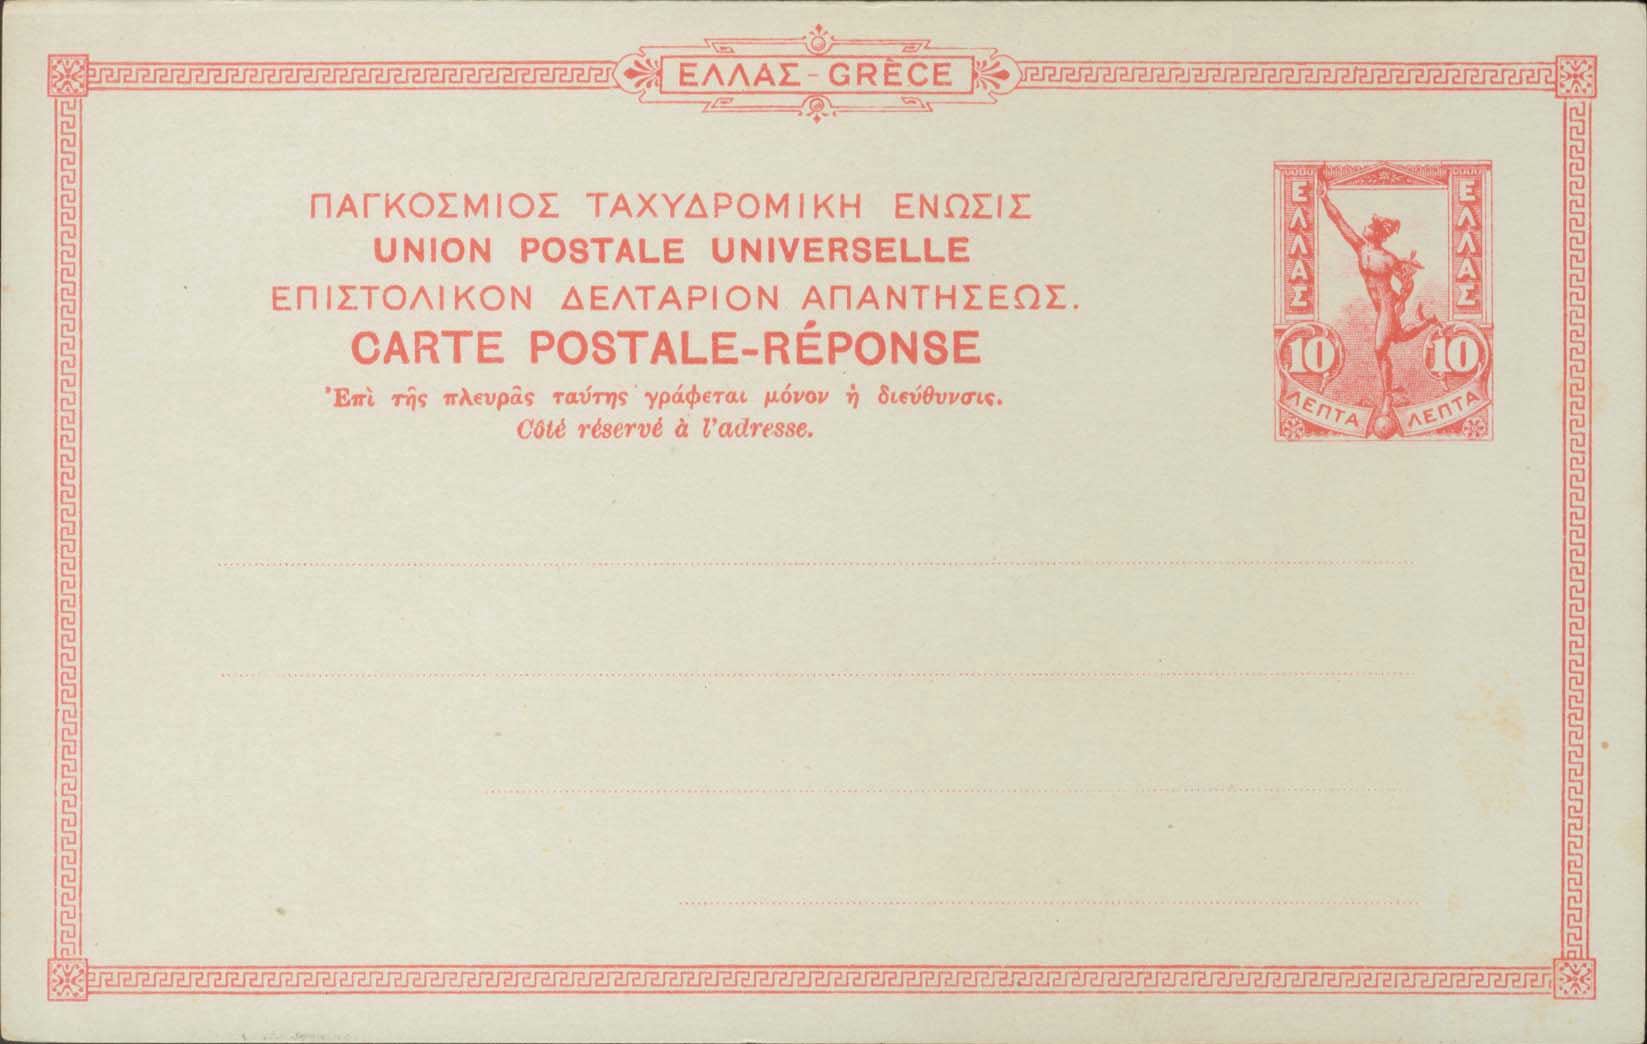 ΕΛΛΑΣ - GRÈCE
ΠΑΓΚΟΣΜΙΟΣ ΤΑΧΥΔΡΟΜΙΚΗ ΕΝΩΣΙΣ
UNION POSTALE UNIVERSELLE
ΕΠΙΣΤΟΛΙΚΟΝ ΔΕΛΤΑΡΙΟΝ ΑΠΑΝΤΗΣΕΩΣ.
CARTE POSTALE-RÉPONSE
Ἐπὶ τῆς πλευρᾶς ταύτης γράφεται μόνον ἡ διεύθυνσις.
Côté réservé à l'adresse.
ΕΛΛΑΣ
ΕΛΛΑΣ
10 10
ΛΕΠΤΑ ΛΕΠΤΑ